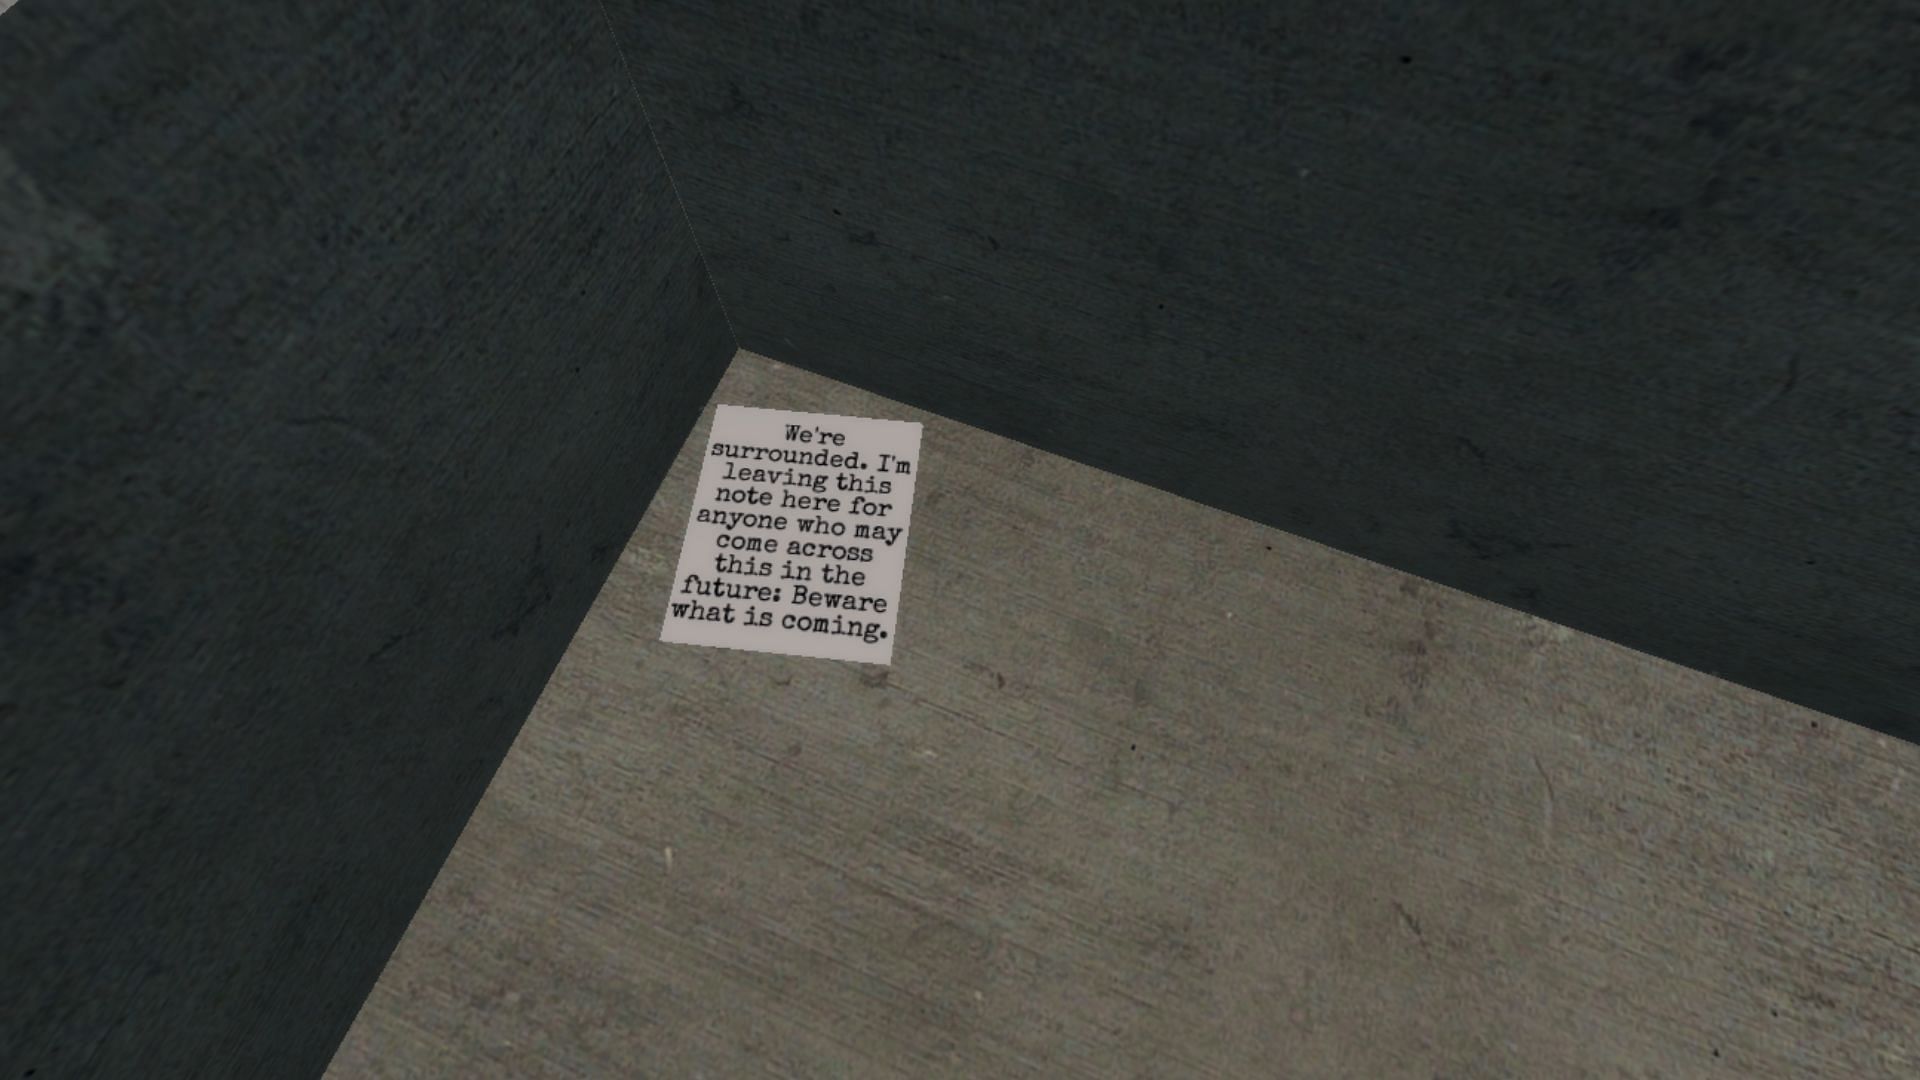 We're
surrounded. I'm
leaving this
note here for
anyone who may
come across
this in the
future: Beware
what is coming.